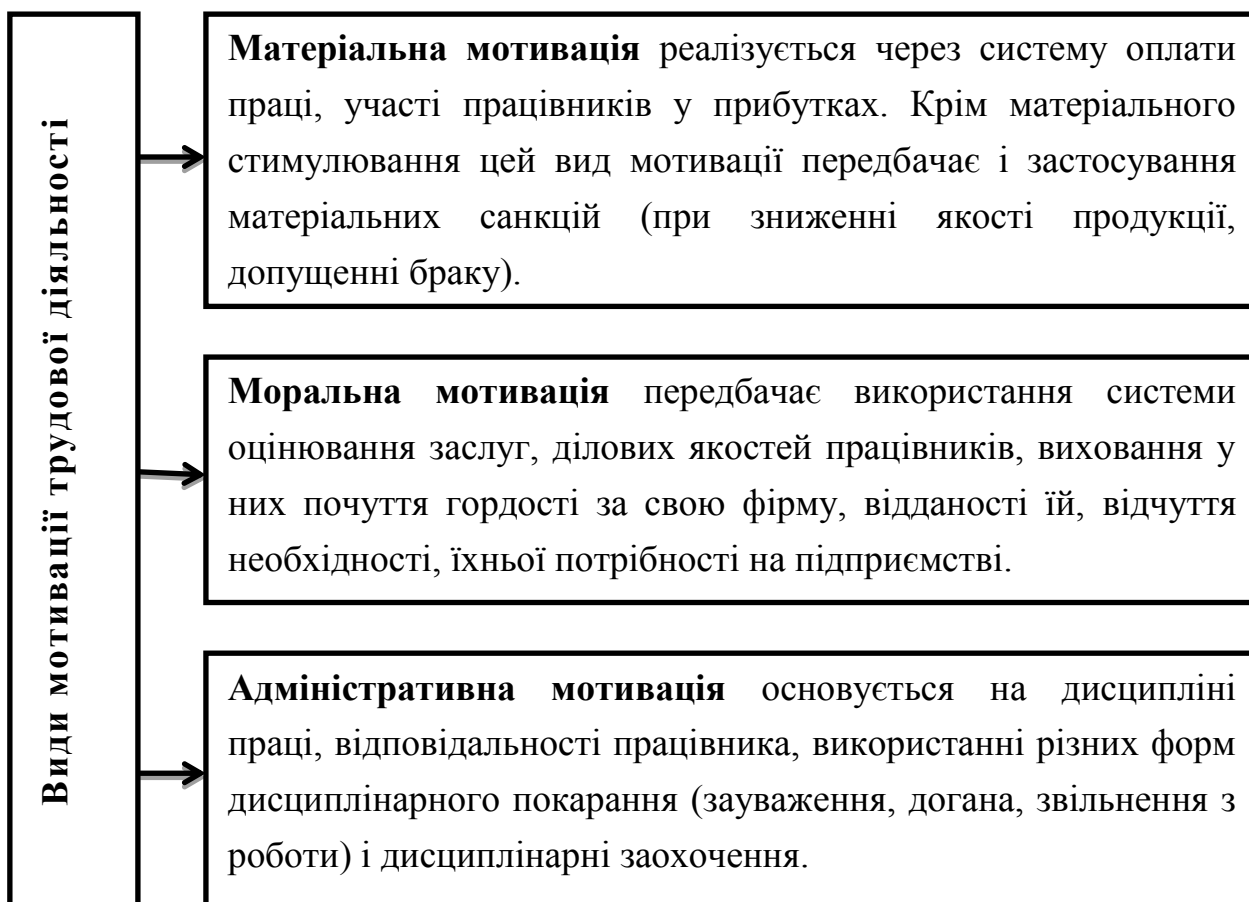 Види мотивації трудової діяльності
Матеріальна мотивація реалізується через систему оплати
праці, участі працівників у прибутках. Крім матеріального
стимулювання цей вид мотивації передбачає і застосування
матеріальних санкцій (при зниженні якості продукції,
допущенні браку).
Моральна мотивація передбачає використання системи
оцінювання заслуг, ділових якостей працівників, виховання у
них почуття гордості за свою фірму, відданості їй, відчуття
необхідності, їхньої потрібності на підприємстві.
Адміністративна мотивація основується на дисципліні
праці, відповідальності працівника, використанні різних форм
дисциплінарного покарання (зауваження, догана, звільнення з
роботи) і дисциплінарні заохочення.